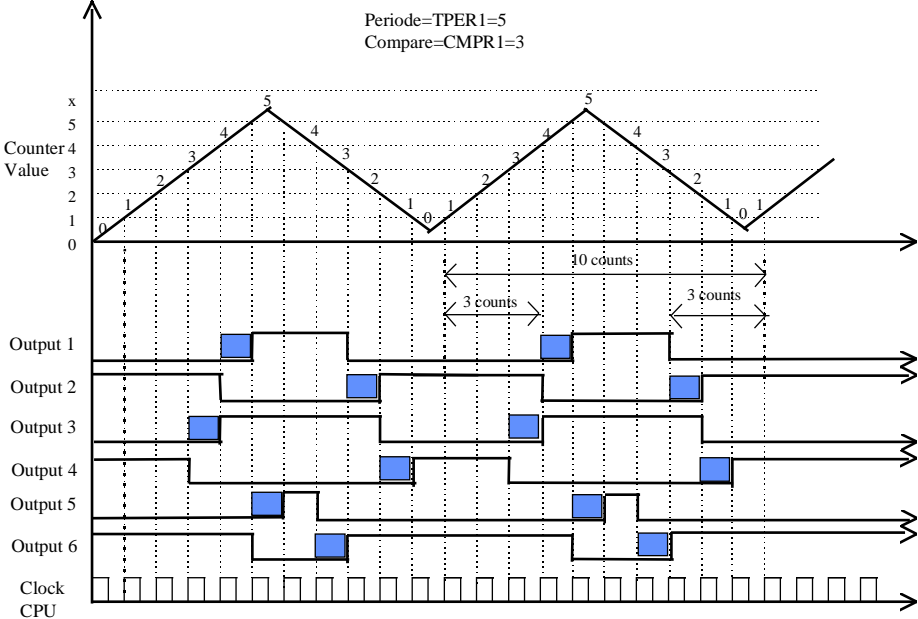 Periode=TPER1=5
Compare=CMPR1=3
x
5
Counter 4
Value 3
2
1
0
0 1 2 3 4 5 4 3 2 1 0 1 2 3 4 5 4 3 2 1 0 1
10 counts
3 counts 3 counts
Output 1
Output 2
Output 3
Output 4
Output 5
Output 6
Clock
CPU